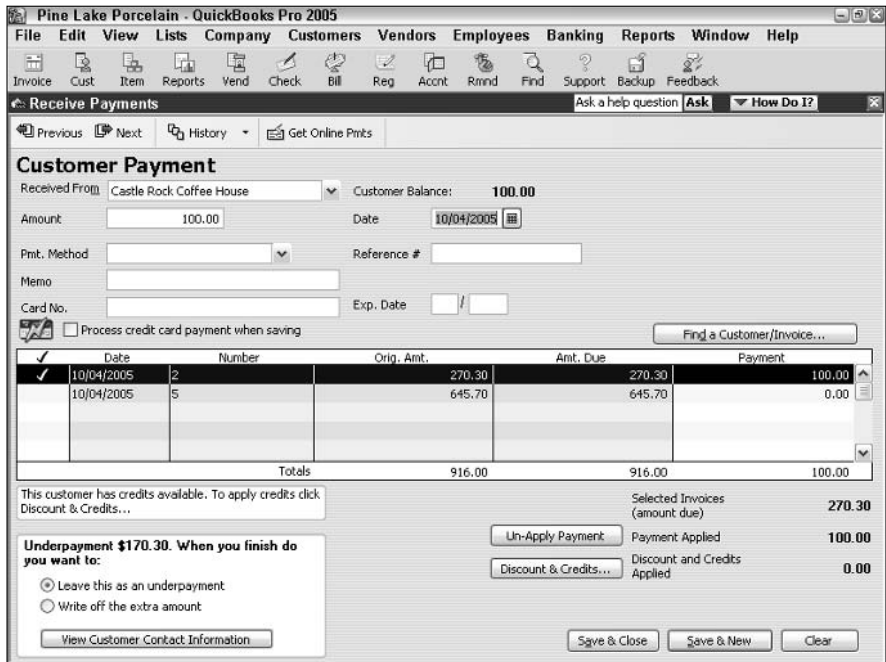 Pine Lake Porcelain - QuickBooks Pro 2005
File Edit View Lists Company Customers Vendors Employees Banking Reports Window Help
Invoice Cust Item Reports Vend Check Bill Reg Accnt Rmnd Find Support Backup Feedback
Receive Payments Ask a help question Ask How Do I?
Previous Next History Get Online Pmts
Customer Payment
Received From Castle Rock Coffee House Customer Balance: 100.00
Amount 100.00 Date 10/04/2005
Pmt. Method Reference #
Memo
Card No. Exp. Date /
Process credit card payment when saving Find a Customer/Invoice...
Date Number Orig. Amt. Amt. Due Payment
10/04/2005 2 270.30 270.30 100.00
10/04/2005 5 645.70 645.70 0.00
Totals 916.00 916.00 100.00
This customer has credits available. To apply credits click
Discount & Credits...
Selected Invoices
(amount due) 270.30
Un-Apply Payment Payment Applied 100.00
Discount & Credits... Discount and Credits
Applied 0.00
Underpayment $170.30. When you finish do
you want to:
Leave this as an underpayment
Write off the extra amount
View Customer Contact Information Save & Close Save & New Clear